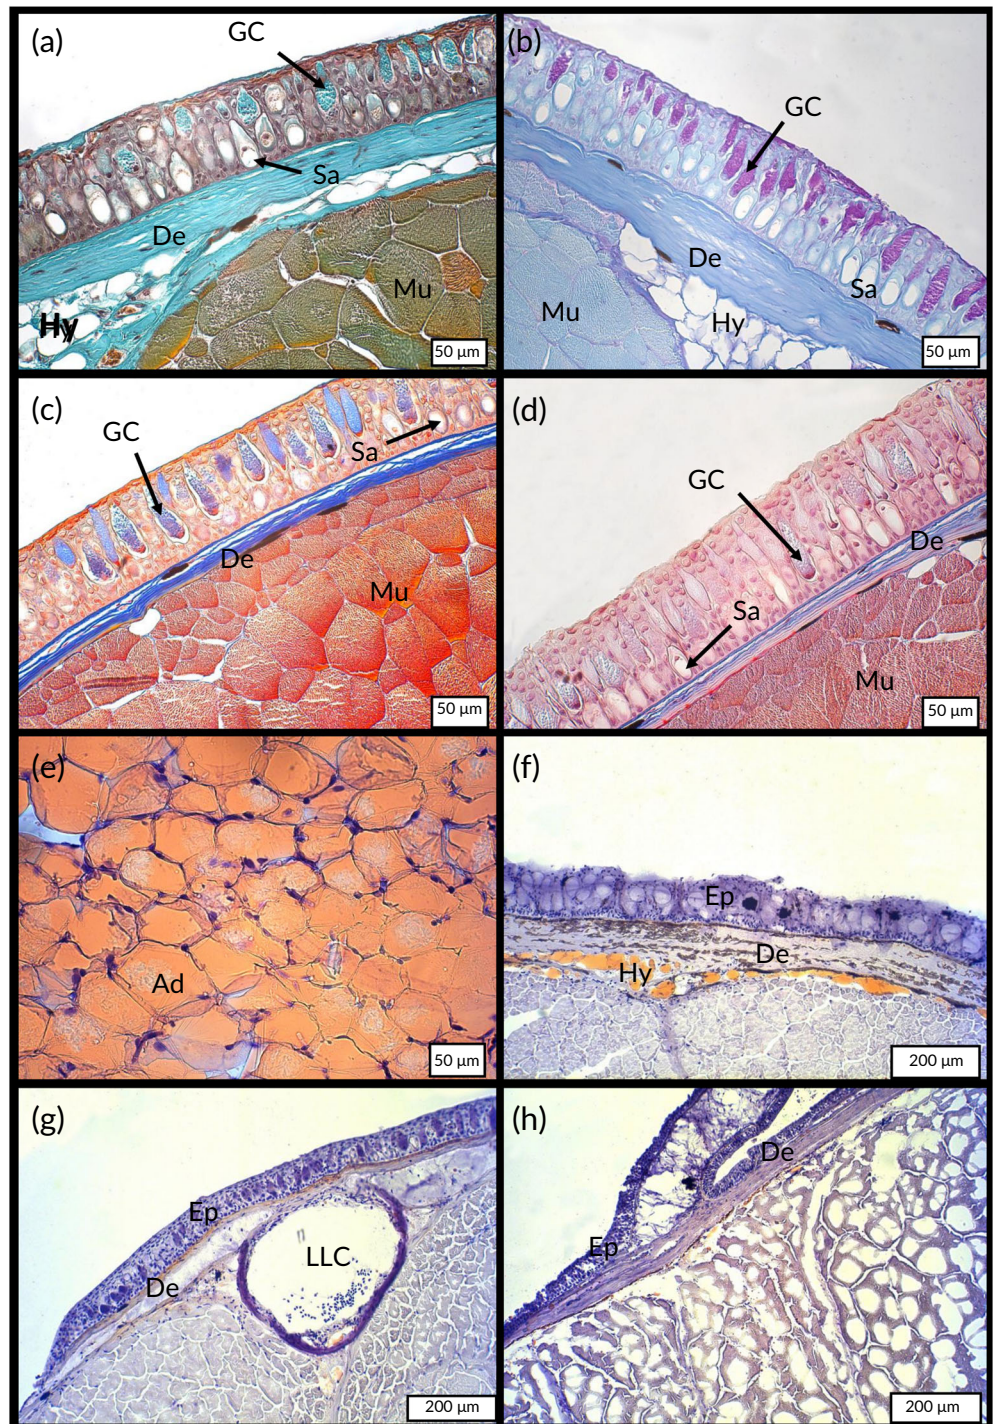 (a)
GC
Sa
De
Mu
Hy
50 µm
(b)
GC
De
Sa
Mu
Hy
50 µm
(c)
GC
Sa
De
Mu
50 µm
(d)
GC
De
Sa
Mu
50 µm
(e)
Ad
50 µm
(f)
Ep
De
Hy
200 µm
(g)
Ep
LLC
De
200 µm
(h)
De
Ep
200 µm